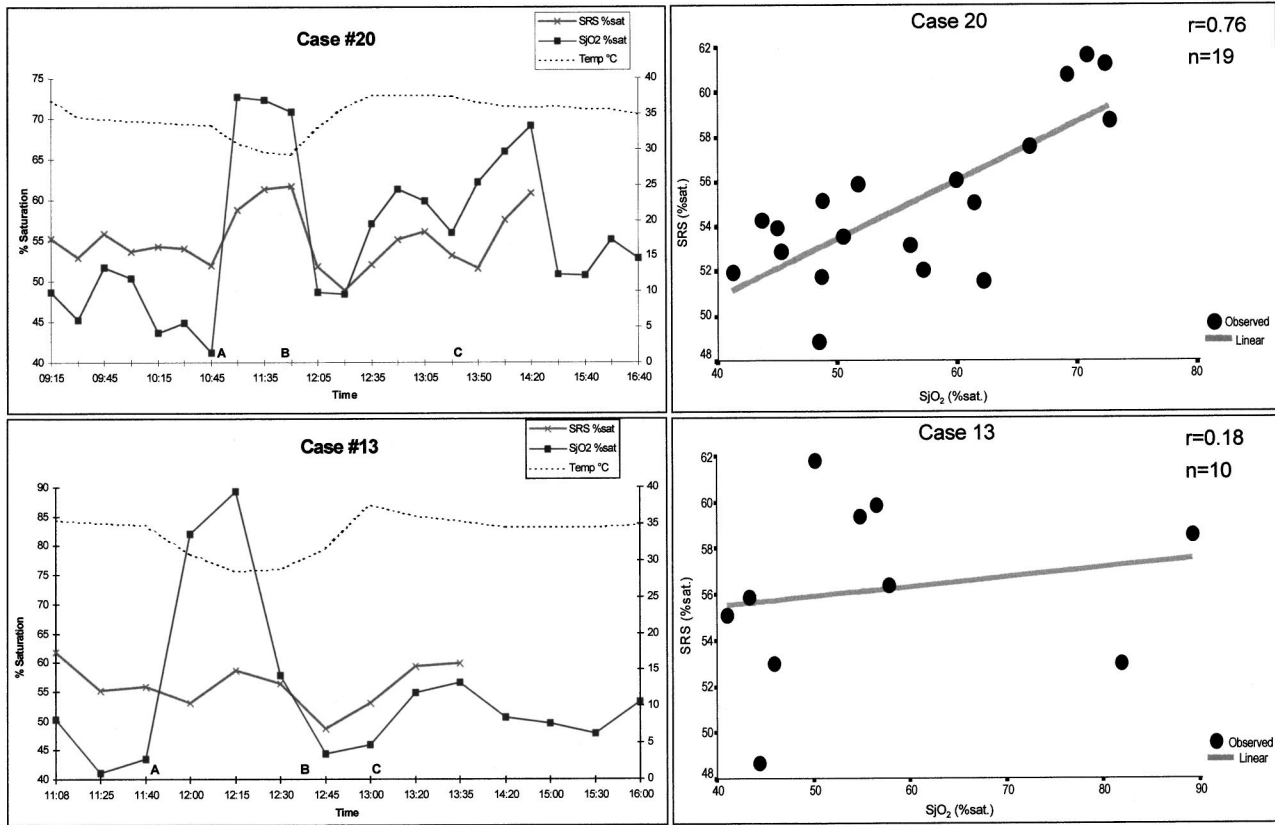 Case #20
SRS %sat
SjO2 %sat
Temp °C
% Saturation
75
70
65
60
55
50
45
40
40
35
30
25
20
15
10
5
0
A
B
C
09:15 09:45 10:15 10:45 11:35 12:05 12:35 13:05 13:50 14:20 15:40 16:40
Time
Case 20
r=0.76
n=19
SRS (%sat.)
62
60
58
56
54
52
50
48
40 50 60 70 80
SjO₂ (%sat.)
Observed
Linear
Case #13
SRS %sat
SjO2 %sat
Temp °C
% Saturation
90
85
80
75
70
65
60
55
50
45
40
40
35
30
25
20
15
10
5
0
A
B
C
11:08 11:25 11:40 12:00 12:15 12:30 12:45 13:00 13:20 13:35 14:20 15:00 15:30 16:00
Time
Case 13
r=0.18
n=10
SRS (%sat.)
62
60
58
56
54
52
50
48
40 50 60 70 80 90
SjO₂ (%sat.)
Observed
Linear